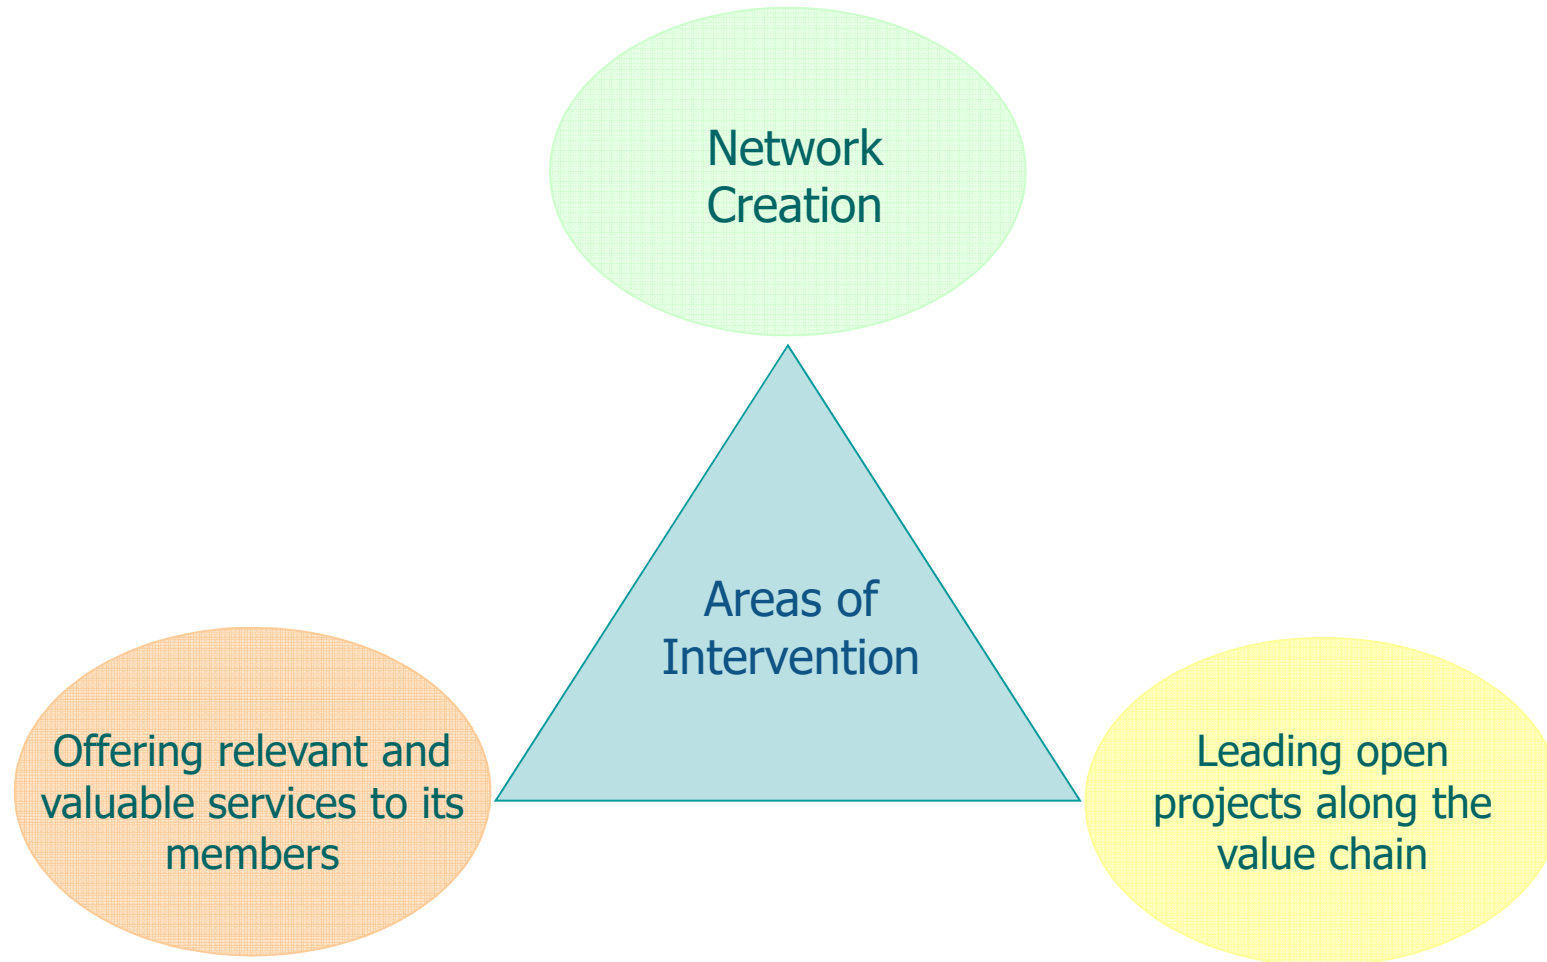 Network
Creation
Areas of
Intervention
Offering relevant and
valuable services to its
members
Leading open
projects along the
value chain